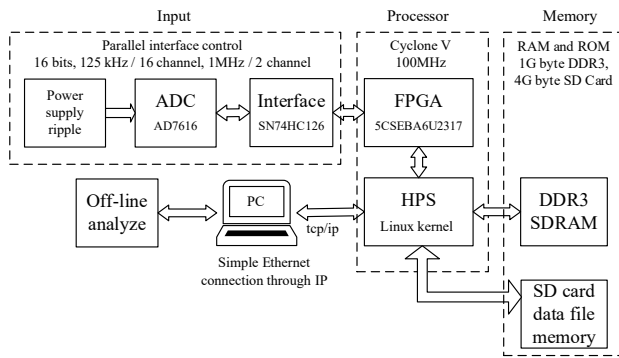 Input
Processor
Memory
Parallel interface control
16 bits, 125 kHz / 16 channel, 1MHz / 2 channel
Cyclone V
100MHz
RAM and ROM
1G byte DDR3,
4G byte SD Card
Power
supply
ripple
ADC
AD7616
Interface
SN74HC126
FPGA
5CSEBA6U2317
Off-line
analyze
PC
tcp/ip
HPS
Linux kernel
DDR3
SDRAM
Simple Ethernet
connection through IP
SD card
data file
memory